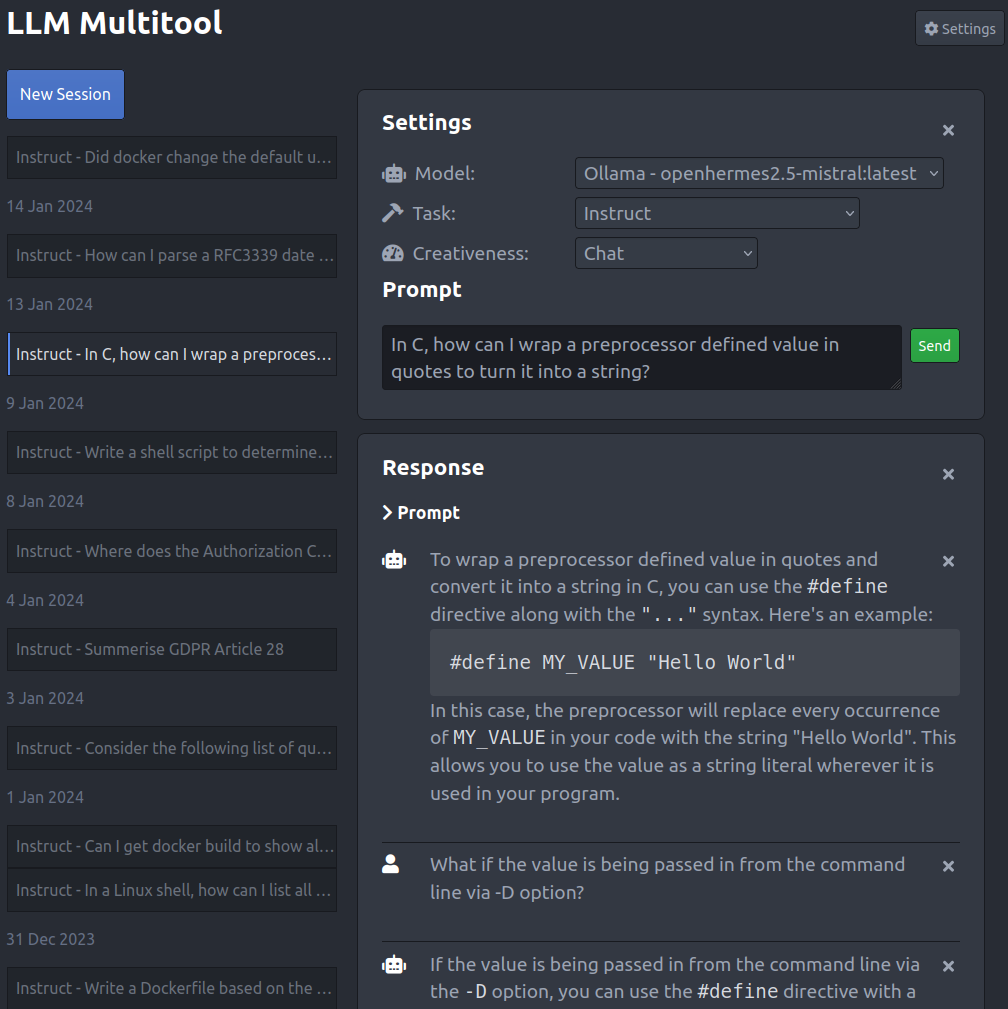 LLM Multitool
Settings
New Session
Instruct - Did docker change the default u...
14 Jan 2024
Instruct - How can I parse a RFC3339 date ...
13 Jan 2024
Instruct - In C, how can I wrap a preproces...
9 Jan 2024
Instruct - Write a shell script to determine...
8 Jan 2024
Instruct - Where does the Authorization C...
4 Jan 2024
Instruct - Summerise GDPR Article 28
3 Jan 2024
Instruct - Consider the following list of qu...
1 Jan 2024
Instruct - Can I get docker build to show al...
Instruct - In a Linux shell, how can I list all ...
31 Dec 2023
Instruct - Write a Dockerfile based on the ...
Settings
Model: Ollama - openhermes2.5-mistral:latest
Task: Instruct
Creativeness: Chat
Prompt
In C, how can I wrap a preprocessor defined value in
quotes to turn it into a string?
Send
Response
Prompt
To wrap a preprocessor defined value in quotes and
convert it into a string in C, you can use the #define
directive along with the "..." syntax. Here's an example:
#define MY_VALUE "Hello World"
In this case, the preprocessor will replace every occurrence
of MY_VALUE in your code with the string "Hello World". This
allows you to use the value as a string literal wherever it is
used in your program.
What if the value is being passed in from the command
line via -D option?
If the value is being passed in from the command line via
the -D option, you can use the #define directive with a